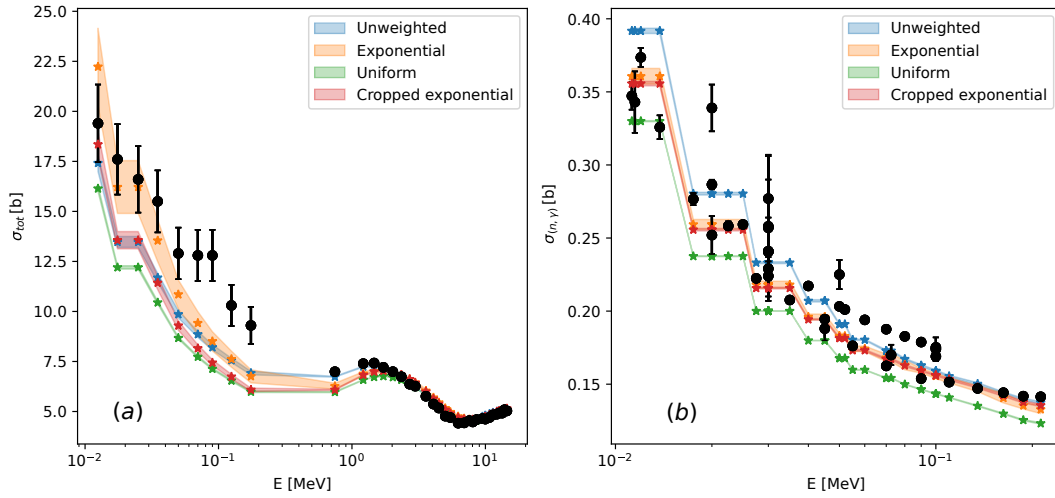 25.0
22.5
20.0
17.5
15.0
12.5
10.0
7.5
5.0
σtot [b]
Unweighted
Exponential
Uniform
Cropped exponential
(a)
10⁻² 10⁻¹ 10⁰ 10¹
E [MeV]
0.40
0.35
0.30
0.25
0.20
0.15
σ(n, γ) [b]
Unweighted
Exponential
Uniform
Cropped exponential
(b)
10⁻² 10⁻¹
E [MeV]